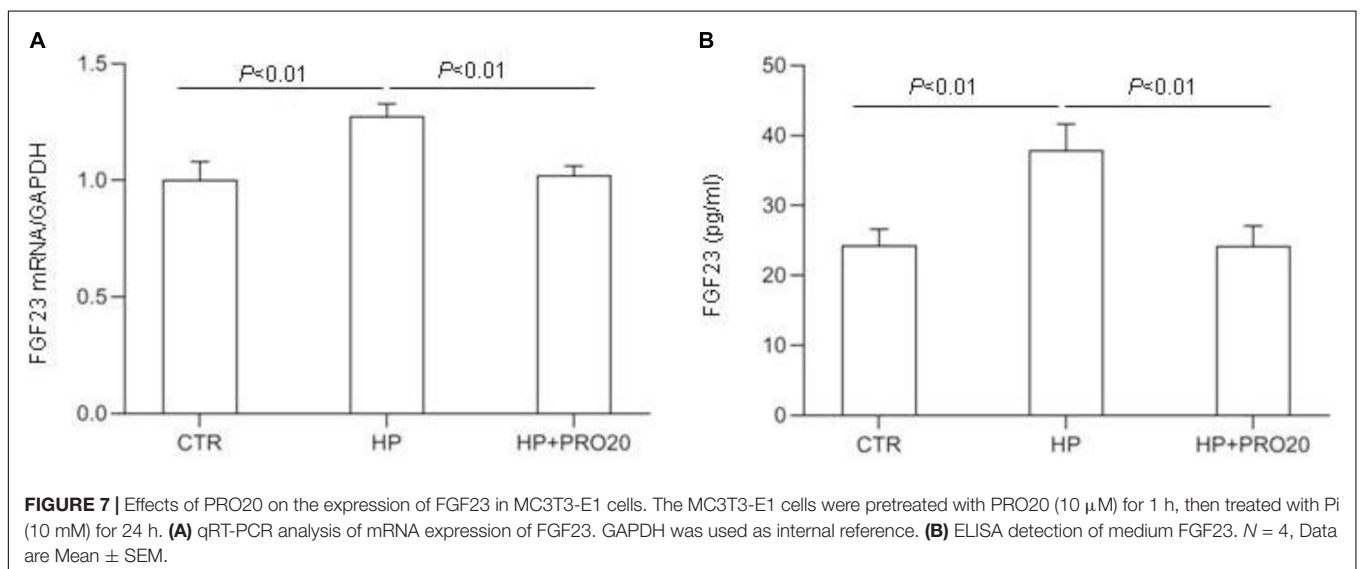 A
FGF23 mRNA/GAPDH
1.5
1.0
0.5
0.0
P<0.01
P<0.01
CTR
HP
HP+PRO20
B
FGF23 (pg/ml)
50
40
30
20
10
0
P<0.01
P<0.01
CTR
HP
HP+PRO20
FIGURE 7 | Effects of PRO20 on the expression of FGF23 in MC3T3-E1 cells. The MC3T3-E1 cells were pretreated with PRO20 (10 μM) for 1 h, then treated with Pi
(10 mM) for 24 h. (A) qRT-PCR analysis of mRNA expression of FGF23. GAPDH was used as internal reference. (B) ELISA detection of medium FGF23. N = 4, Data
are Mean ± SEM.